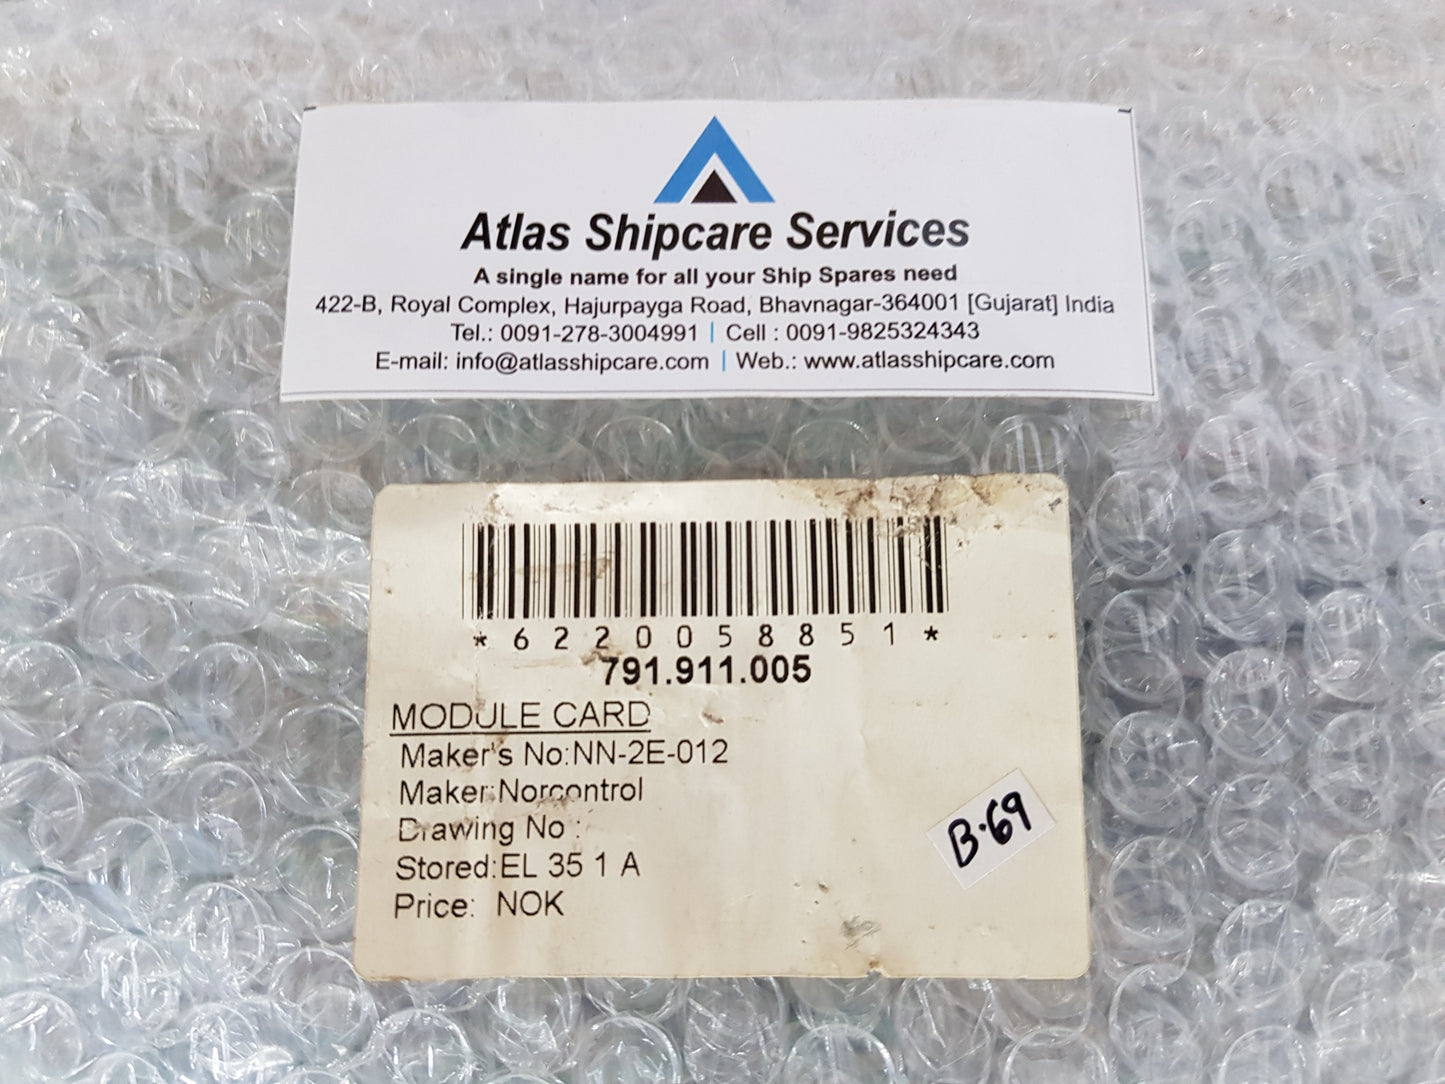 Atlas Shipcare Services
A single name for all your Ship Spares need
422-B, Royal Complex, Hajurpayga Road, Bhavnagar-364001 [Gujarat] India
Tel.: 0091-278-3004991 | Cell : 0091-9825324343
E-mail: info@atlasshipcare.com | Web.: www.atlasshipcare.com
*6220058851*
791.911.005
MODULE CARD
Maker's No:NN-2E-012
Maker:Norcontrol
Drawing No :
Stored:EL 35 1 A
Price: NOK
B.69